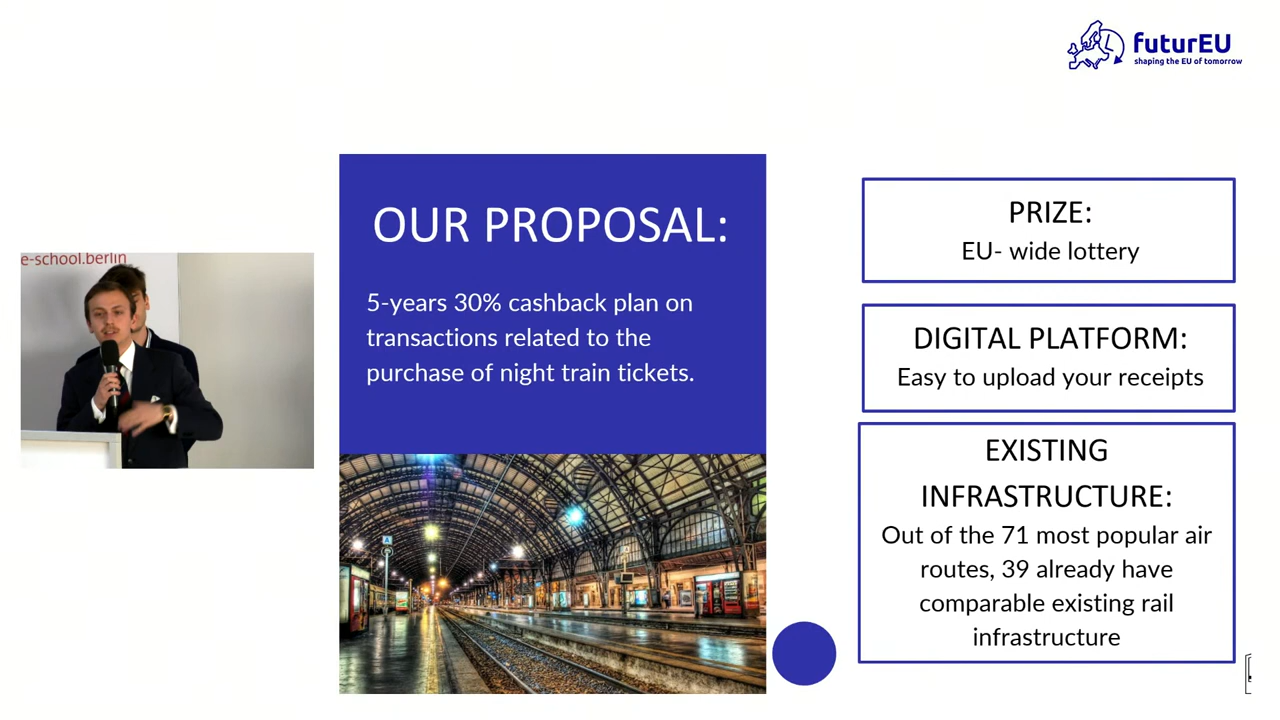 futurEU
shaping the EU of tomorrow
e-school.berlin
OUR PROPOSAL:
5-years 30% cashback plan on
transactions related to the
purchase of night train tickets.
A
PRIZE:
EU- wide lottery
DIGITAL PLATFORM:
Easy to upload your receipts
EXISTING
INFRASTRUCTURE:
Out of the 71 most popular air
routes, 39 already have
comparable existing rail
infrastructure